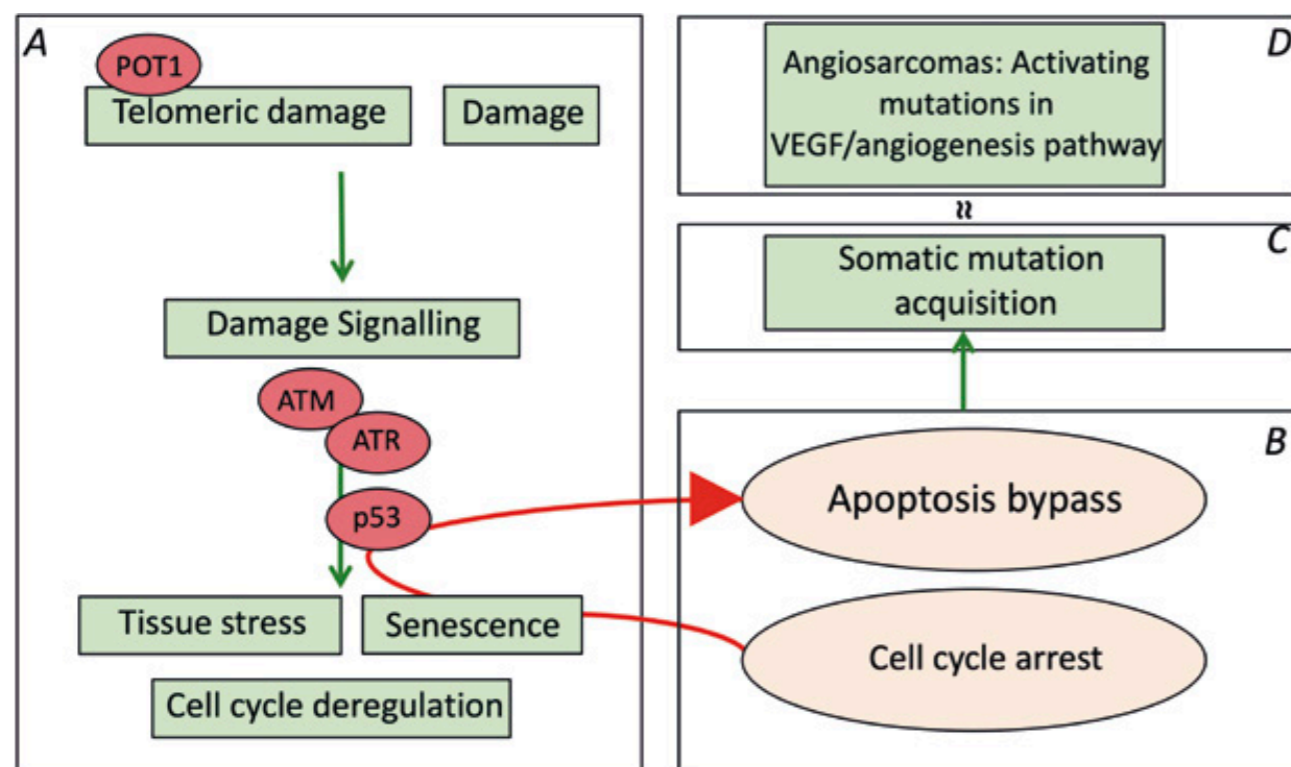 A
POT1
Telomeric damage
Damage
Damage Signalling
ATM
ATR
p53
Tissue stress
Senescence
Cell cycle deregulation
D
Angiosarcomas: Activating
mutations in
VEGF/angiogenesis pathway
≈
C
Somatic mutation
acquisition
B
Apoptosis bypass
Cell cycle arrest